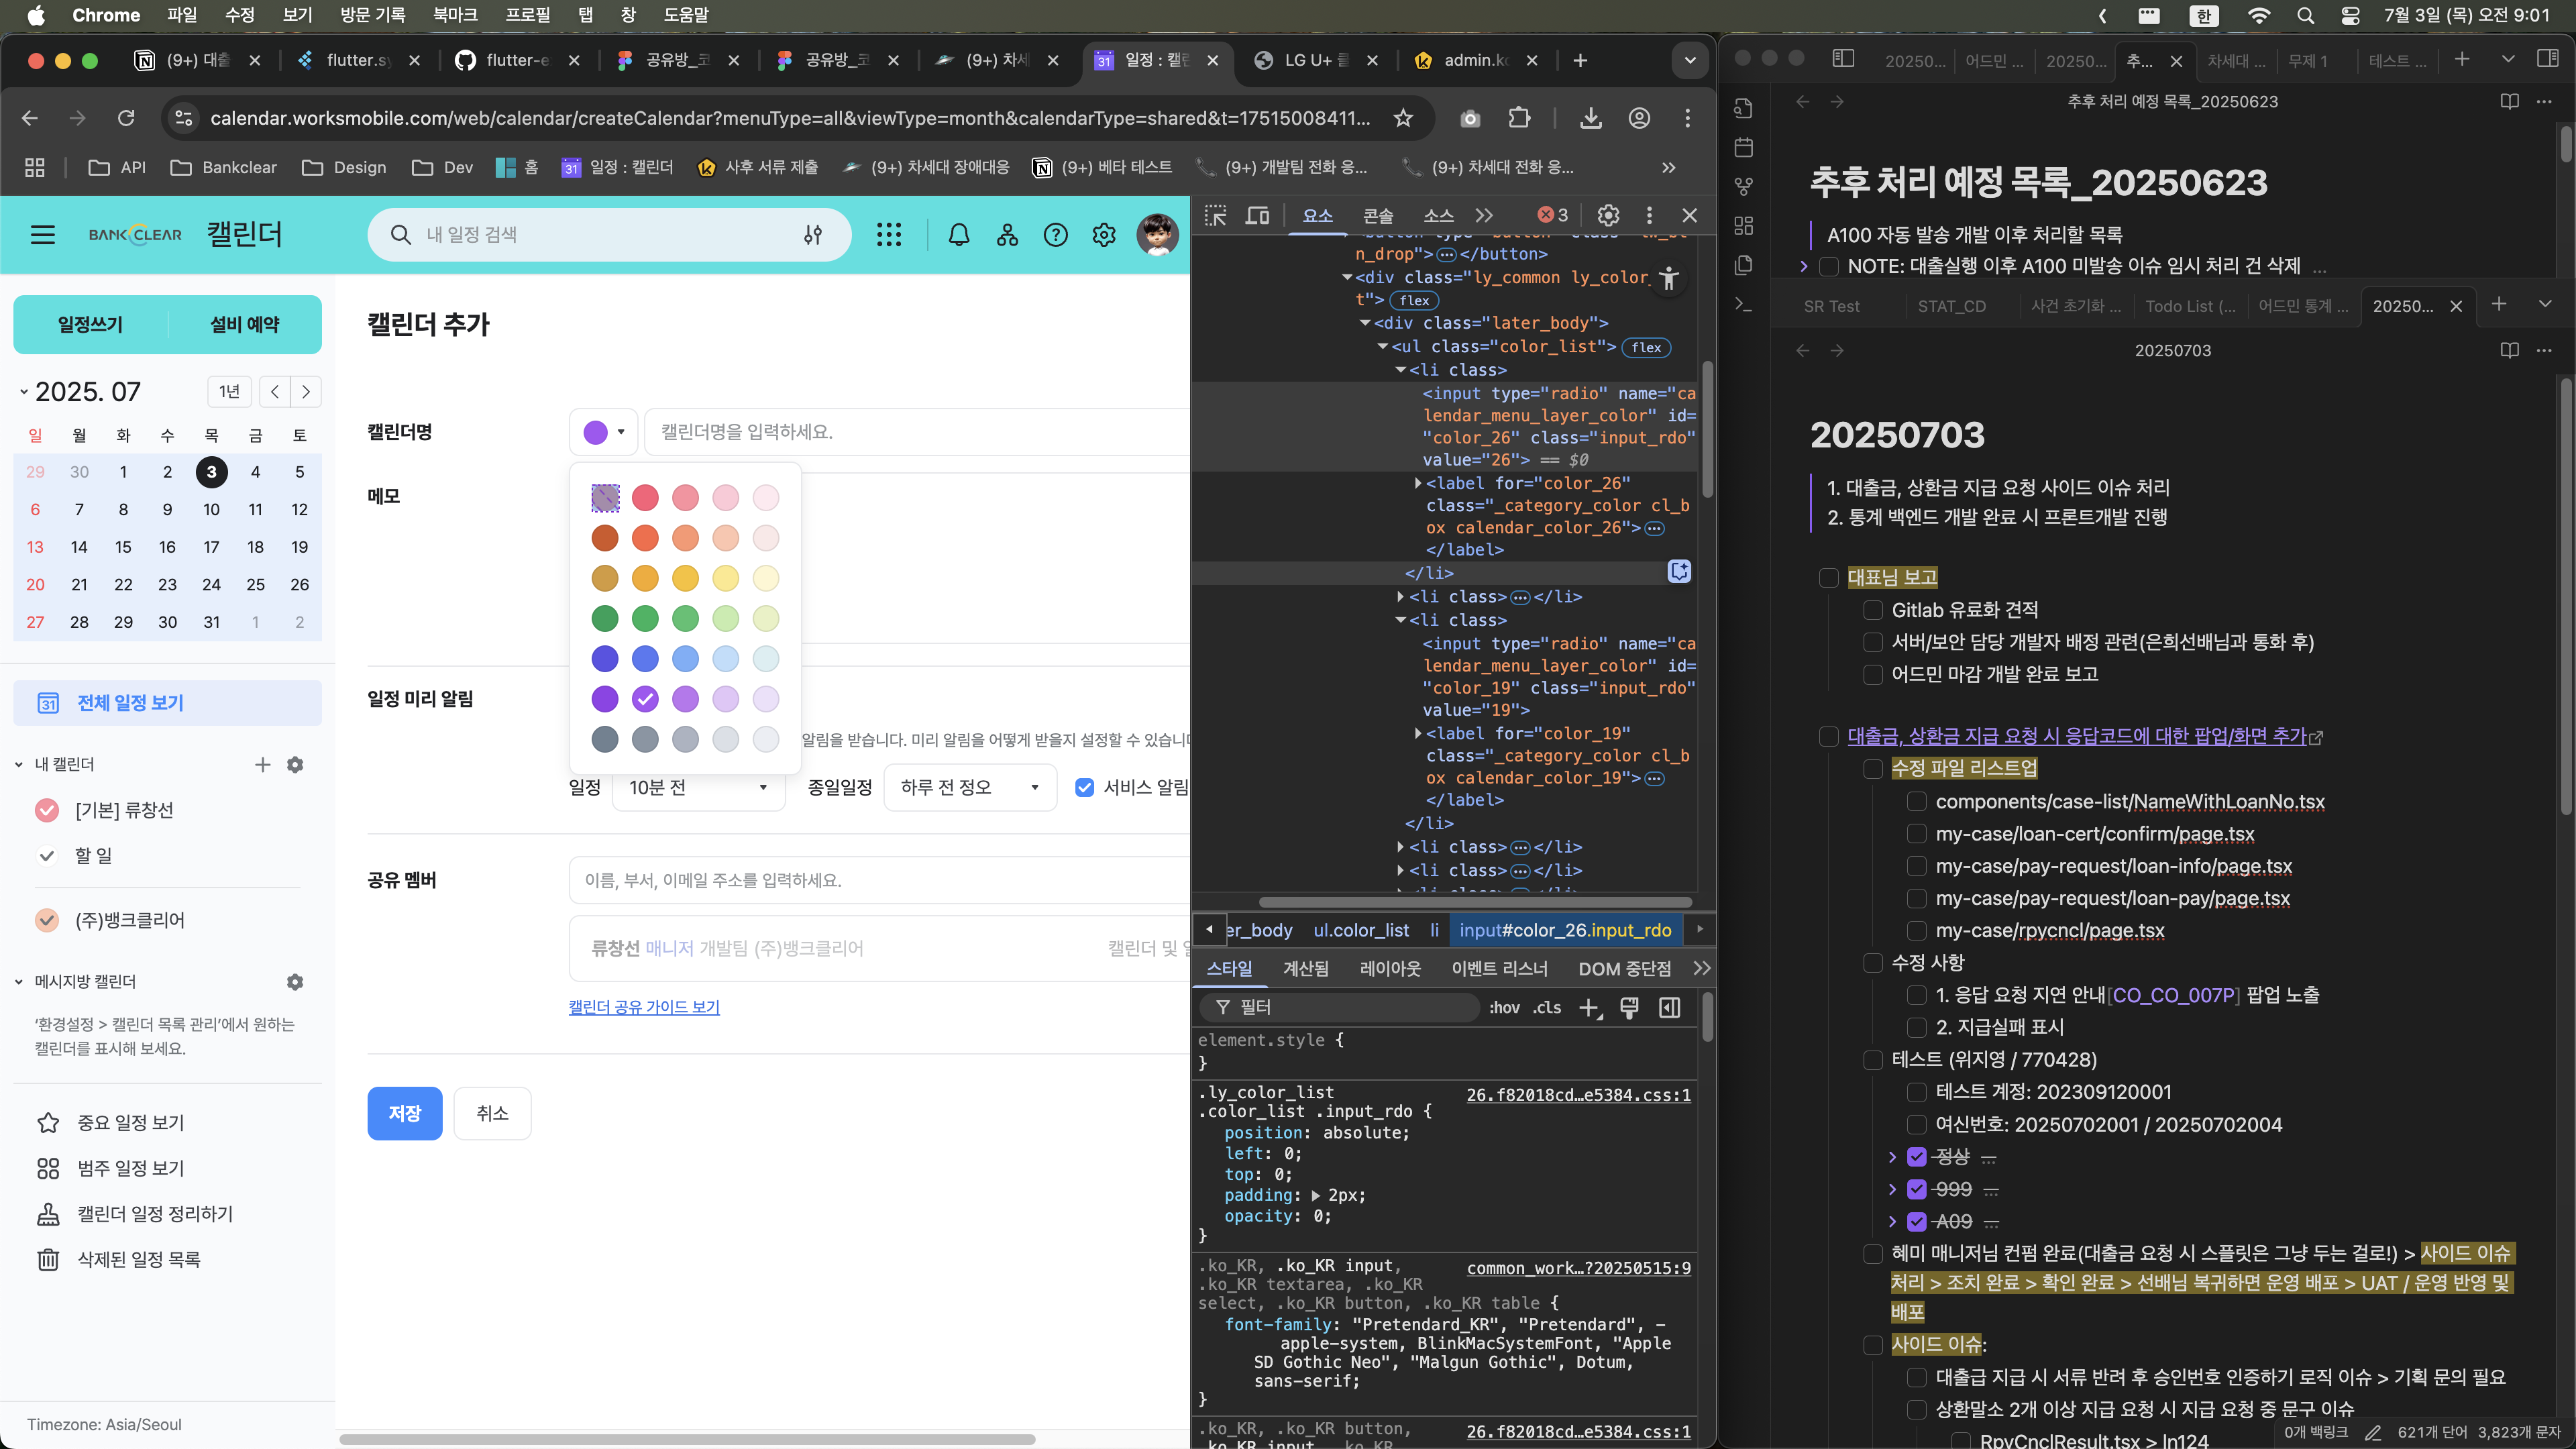 Chrome 파일 수정 보기 방문 기록 북마크 프로필 탭 창 도움말
한 7월 3일 (목) 오전 9:01
(9+) 대출 flutter.sy flutter-e 공유방_코 공유방_코 (9+) 차세 일정 : 캘린 LG U+ 클 admin.ko
calendar.worksmobile.com/web/calendar/createCalendar?menuType=all&viewType=month&calendarType=shared&t=17515008411...
API Bankclear Design Dev 홈 일정 : 캘린더 사후 서류 제출 (9+) 차세대 장애대응 (9+) 베타 테스트 (9+) 개발팀 전화 응... (9+) 차세대 전화 응...
BANKCLEAR 캘린더
내 일정 검색
일정쓰기 설비 예약
2025. 07 1년
일 월 화 수 목 금 토
29 30 1 2 3 4 5
6 7 8 9 10 11 12
13 14 15 16 17 18 19
20 21 22 23 24 25 26
27 28 29 30 31 1 2
31 전체 일정 보기
내 캘린더
[기본] 류창선
할 일
(주)뱅크클리어
메시지방 캘린더
‘환경설정 > 캘린더 목록 관리’에서 원하는
캘린더를 표시해 보세요.
중요 일정 보기
범주 일정 보기
캘린더 일정 정리하기
삭제된 일정 목록
Timezone: Asia/Seoul
캘린더 추가
캘린더명 캘린더명을 입력하세요.
메모
일정 미리 알림
알림을 받습니다. 미리 알림을 어떻게 받을지 설정할 수 있습니다
일정 10분 전 종일일정 하루 전 정오 서비스 알림
공유 멤버 이름, 부서, 이메일 주소를 입력하세요.
류창선 매니저 개발팀 (주)뱅크클리어 캘린더 및 일
캘린더 공유 가이드 보기
저장 취소
요소 콘솔 소스 3
<button type="button" class="lw_bt
n_drop"> </button>
<div class="ly_common ly_color_
t"> flex
<div class="later_body">
<ul class="color_list"> flex
<li class>
<input type="radio" name="ca
lendar_menu_layer_color" id=
"color_26" class="input_rdo"
value="26"> == $0
<label for="color_26"
class="_category_color cl_b
ox calendar_color_26">
</label>
</li>
<li class> </li>
<li class>
<input type="radio" name="ca
lendar_menu_layer_color" id=
"color_19" class="input_rdo"
value="19">
<label for="color_19"
class="_category_color cl_b
ox calendar_color_19">
</label>
</li>
<li class> </li>
<li class> </li>
er_body ul.color_list li input#color_26.input_rdo
스타일 계산됨 레이아웃 이벤트 리스너 DOM 중단점
필터 :hov .cls
element.style {
}
.ly_color_list 26.f82018cd…e5384.css:1
.color_list .input_rdo {
position: absolute;
left: 0;
top: 0;
padding: 2px;
opacity: 0;
}
.ko_KR, .ko_KR input, common_work…?20250515:9
.ko_KR textarea, .ko_KR
select, .ko_KR button, .ko_KR table {
font-family: "Pretendard_KR", "Pretendard", -
apple-system, BlinkMacSystemFont, "Apple
SD Gothic Neo", "Malgun Gothic", Dotum,
sans-serif;
}
.ko_KR, .ko_KR button, 26.f82018cd…e5384.css:1
.ko_KR input, .ko_KR
20250... 어드민 ... 20250... 추... 차세대 ... 무제 1 테스트 ...
추후 처리 예정 목록_20250623
추후 처리 예정 목록_20250623
A100 자동 발송 개발 이후 처리할 목록
NOTE: 대출실행 이후 A100 미발송 이슈 임시 처리 건 삭제 ...
SR Test STAT_CD 사건 초기화 ... Todo List (... 어드민 통계 ... 20250...
20250703
20250703
1. 대출금, 상환금 지급 요청 사이드 이슈 처리
2. 통계 백엔드 개발 완료 시 프론트개발 진행
대표님 보고
Gitlab 유료화 견적
서버/보안 담당 개발자 배정 관련(은희선배님과 통화 후)
어드민 마감 개발 완료 보고
대출금, 상환금 지급 요청 시 응답코드에 대한 팝업/화면 추가
수정 파일 리스트업
components/case-list/NameWithLoanNo.tsx
my-case/loan-cert/confirm/page.tsx
my-case/pay-request/loan-info/page.tsx
my-case/pay-request/loan-pay/page.tsx
my-case/rpycncl/page.tsx
수정 사항
1. 응답 요청 지연 안내[CO_CO_007P] 팝업 노출
2. 지급실패 표시
테스트 (위지영 / 770428)
테스트 계정: 202309120001
여신번호: 20250702001 / 20250702004
정상 ...
999 ...
A09 ...
혜미 매니저님 컨펌 완료(대출금 요청 시 스플릿은 그냥 두는 걸로!) > 사이드 이슈
처리 > 조치 완료 > 확인 완료 > 선배님 복귀하면 운영 배포 > UAT / 운영 반영 및
배포
사이드 이슈:
대출급 지급 시 서류 반려 후 승인번호 인증하기 로직 이슈 > 기획 문의 필요
상환말소 2개 이상 지급 요청 시 지급 요청 중 문구 이슈
RpyCnclResult.tsx > ln124
0개 백링크 621개 단어 3,823개 문자